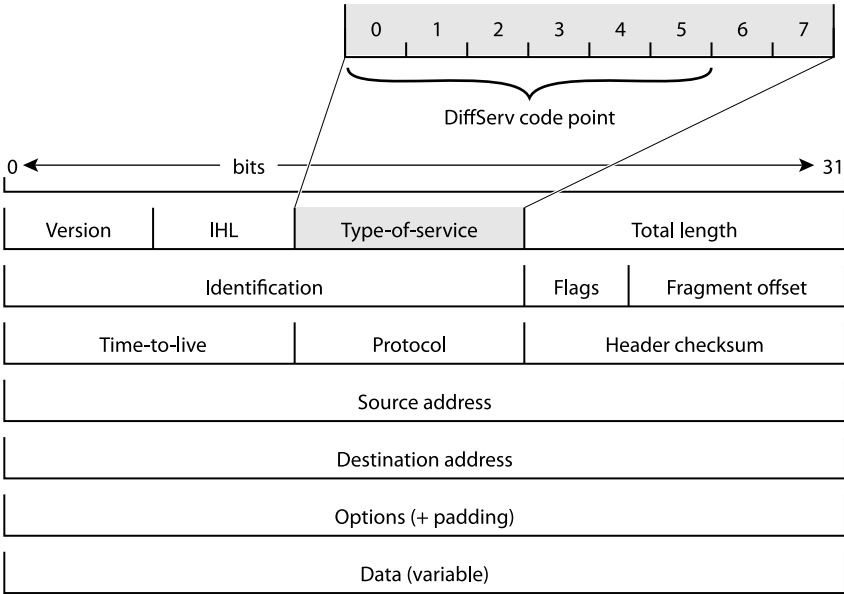 0 1 2 3 4 5 6 7
DiffServ code point
0 bits 31
Version IHL Type-of-service Total length
Identification Flags Fragment offset
Time-to-live Protocol Header checksum
Source address
Destination address
Options (+ padding)
Data (variable)